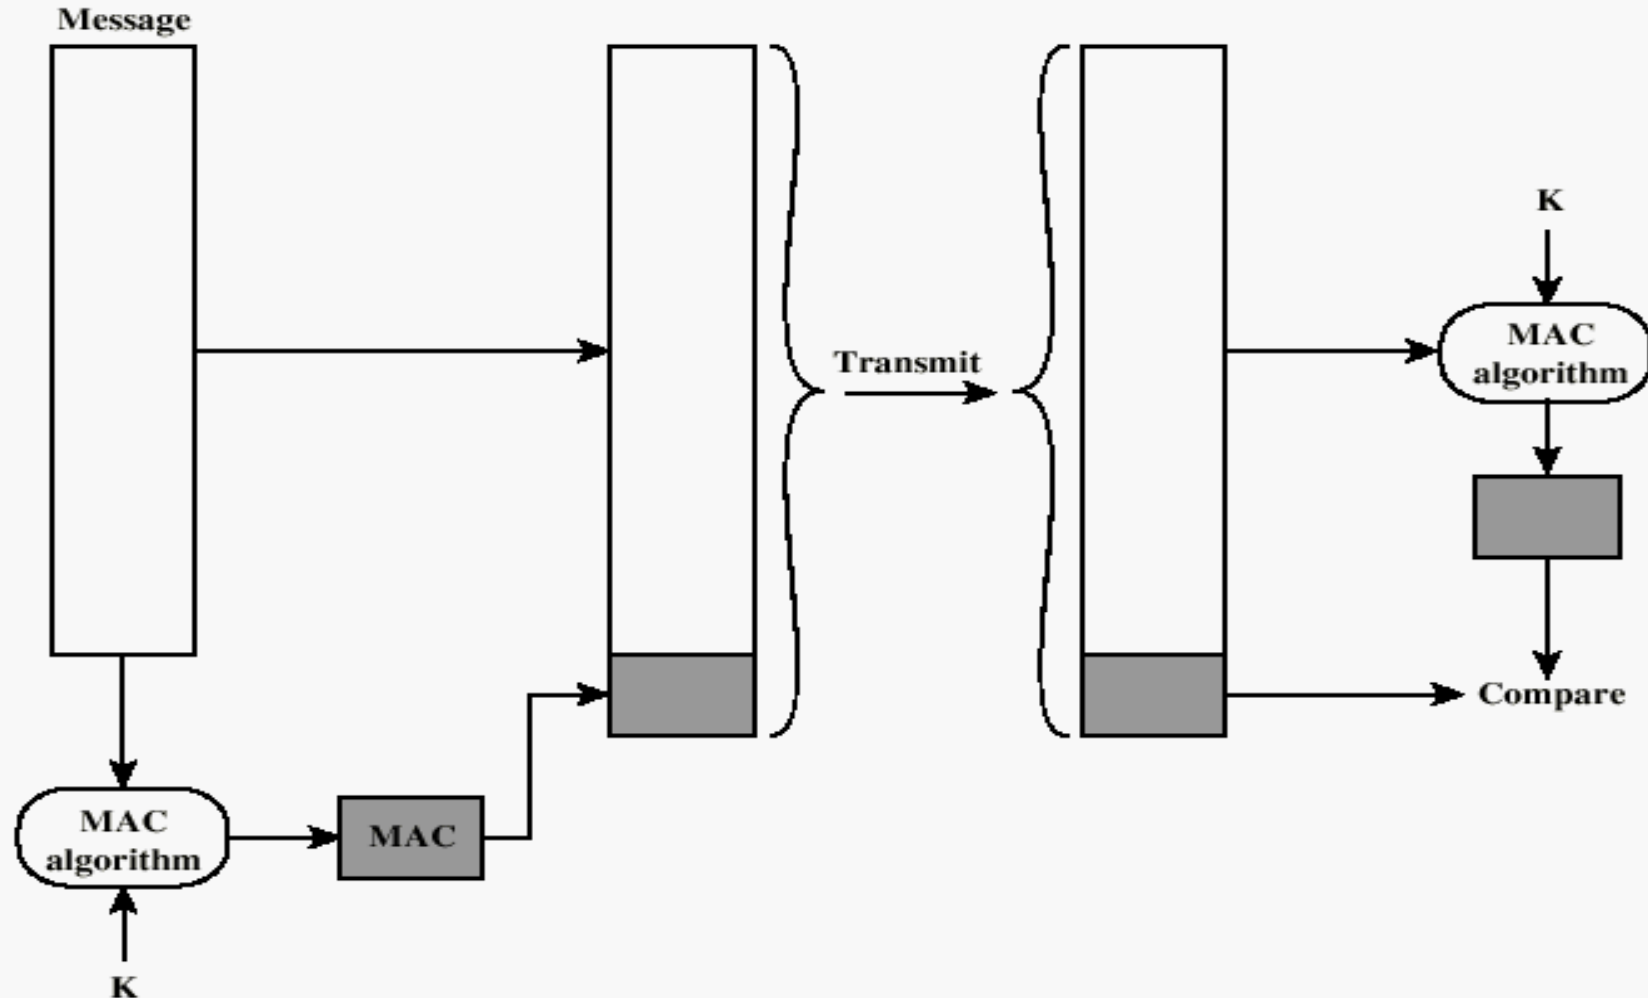 Message
K
MAC
algorithm
Transmit
Compare
MAC
algorithm
MAC
K